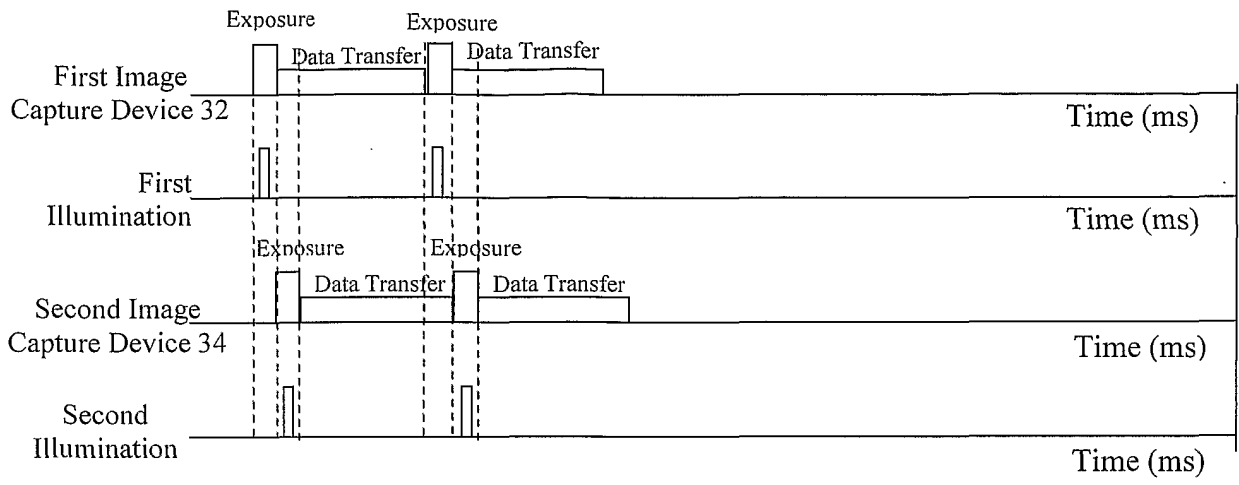 Exposure Exposure
Data Transfer Data Transfer
First Image
Capture Device 32
Time (ms)
First
Illumination
Time (ms)
Exposure Exposure
Data Transfer Data Transfer
Second Image
Capture Device 34
Time (ms)
Second
Illumination
Time (ms)